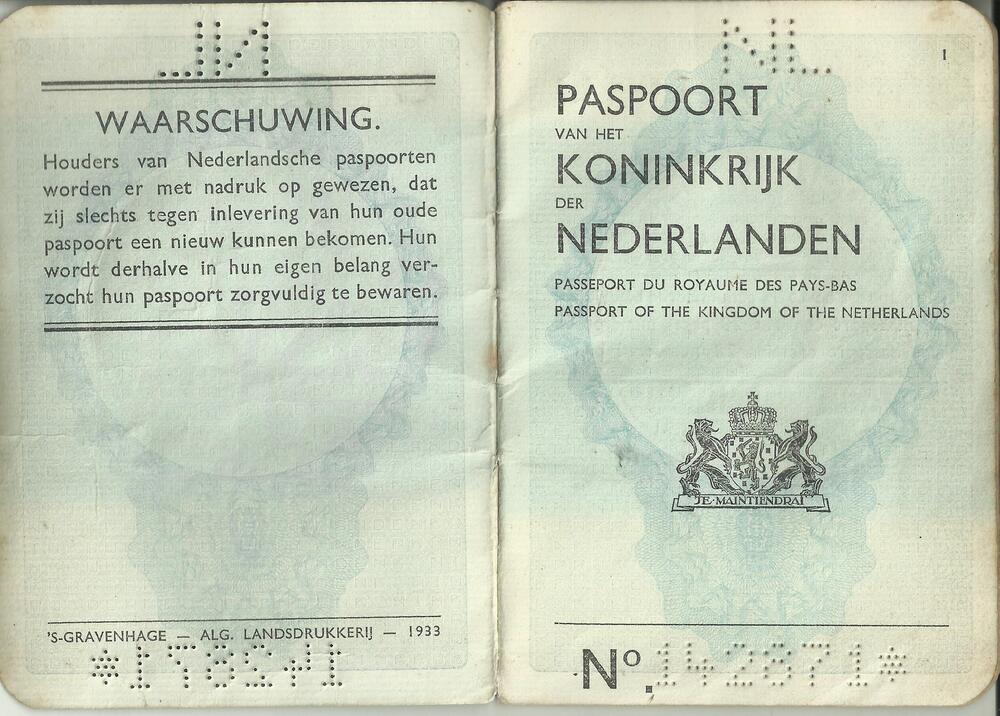 NL
WAARSCHUWING.
Houders van Nederlandsche paspoorten
worden er met nadruk op gewezen, dat
zij slechts tegen inlevering van hun oude
paspoort een nieuw kunnen bekomen. Hun
wordt derhalve in hun eigen belang ver-
zocht hun paspoort zorgvuldig te bewaren.
'S-GRAVENHAGE — ALG. LANDSDRUKKERIJ — 1933
142871*
NL
1
PASPOORT
VAN HET
KONINKRIJK
DER
NEDERLANDEN
PASSEPORT DU ROYAUME DES PAYS-BAS
PASSPORT OF THE KINGDOM OF THE NETHERLANDS
JE·MAINTIENDRAI
Nº. 142871*